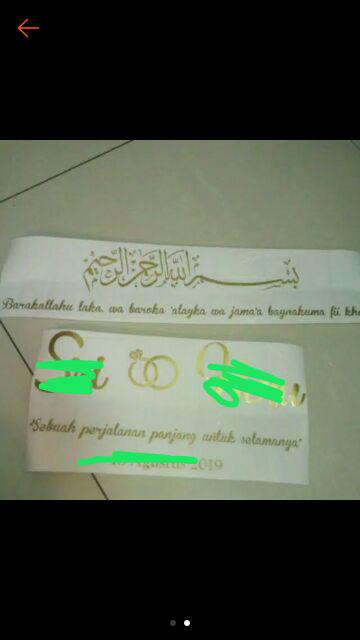 بسم الله الرحمن الرحيم
Barakallahu laka, wa baroka 'alayka wa jama'a baynakuma fii
"Sebuah perjalanan panjang untuk selamanya"
Agustus 2019